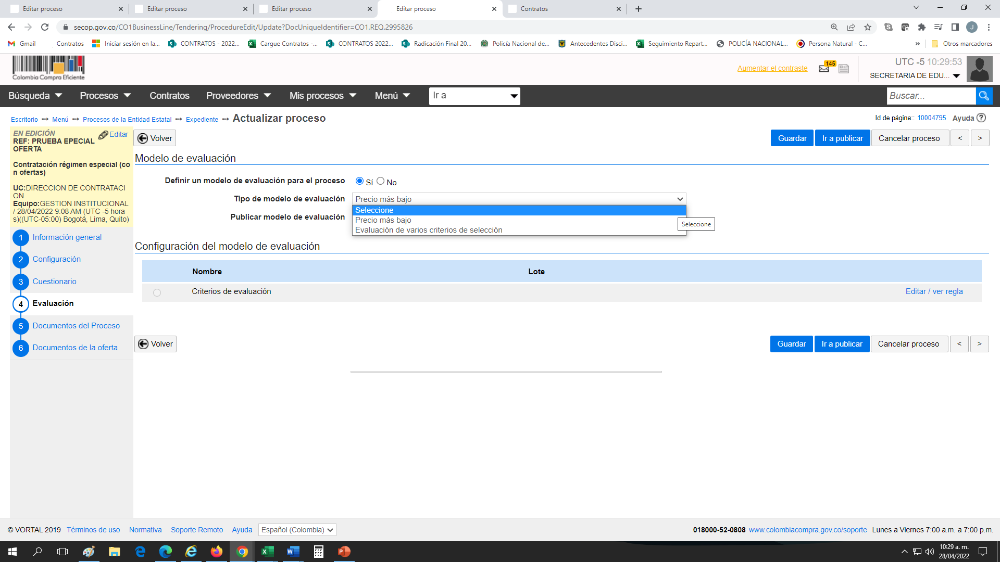 Editar proceso
Editar proceso
Editar proceso
Editar proceso
Contratos
secop.gov.co/CO1BusinessLine/Tendering/ProcedureEdit/Update?DocUniqueIdentifier=CO1.REQ.2995826
J
Gmail
Contratos
Iniciar sesión en la...
CONTRATOS - 2022...
Cargue Contratos -...
CONTRATOS 2022...
Radicación Final 20...
Policía Nacional de...
Antecedentes Disci...
Seguimiento Repart...
POLICÍA NACIONAL...
Persona Natural - C...
»
Otros marcadores
Colombia Compra Eficiente
Aumentar el contraste
145
UTC -5 10:29:53
SECRETARIA DE EDU...
Búsqueda
Procesos
Contratos
Proveedores
Mis procesos
Menú
Ir a
Buscar...
Escritorio → Menú → Procesos de la Entidad Estatal → Expediente → Actualizar proceso
Id de página:: 10004795
Ayuda ?
EN EDICIÓN
Editar
REF: PRUEBA EPECIAL
OFERTA
Contratación régimen especial (co
n ofertas)
UC:DIRECCION DE CONTRATACI
ON
Equipo:GESTION INSTITUCIONAL
/ 28/04/2022 9:08 AM (UTC -5 hora
s)((UTC-05:00) Bogotá, Lima, Quito)
1 Información general
2 Configuración
3 Cuestionario
4 Evaluación
5 Documentos del Proceso
6 Documentos de la oferta
Volver
Guardar
Ir a publicar
Cancelar proceso
<
>
Modelo de evaluación
Definir un modelo de evaluación para el proceso
Sí
No
Tipo de modelo de evaluación
Precio más bajo
Seleccione
Precio más bajo
Evaluación de varios criterios de selección
Seleccione
Publicar modelo de evaluación
Configuración del modelo de evaluación
Nombre
Lote
Criterios de evaluación
Editar / ver regla
Volver
Guardar
Ir a publicar
Cancelar proceso
<
>
© VORTAL 2019
Términos de uso
Normativa
Soporte Remoto
Ayuda
Español (Colombia)
018000-52-0808 www.colombiacompra.gov.co/soporte Lunes a Viernes 7:00 a.m. a 7:00 p.m.
10:29 a. m.
28/04/2022